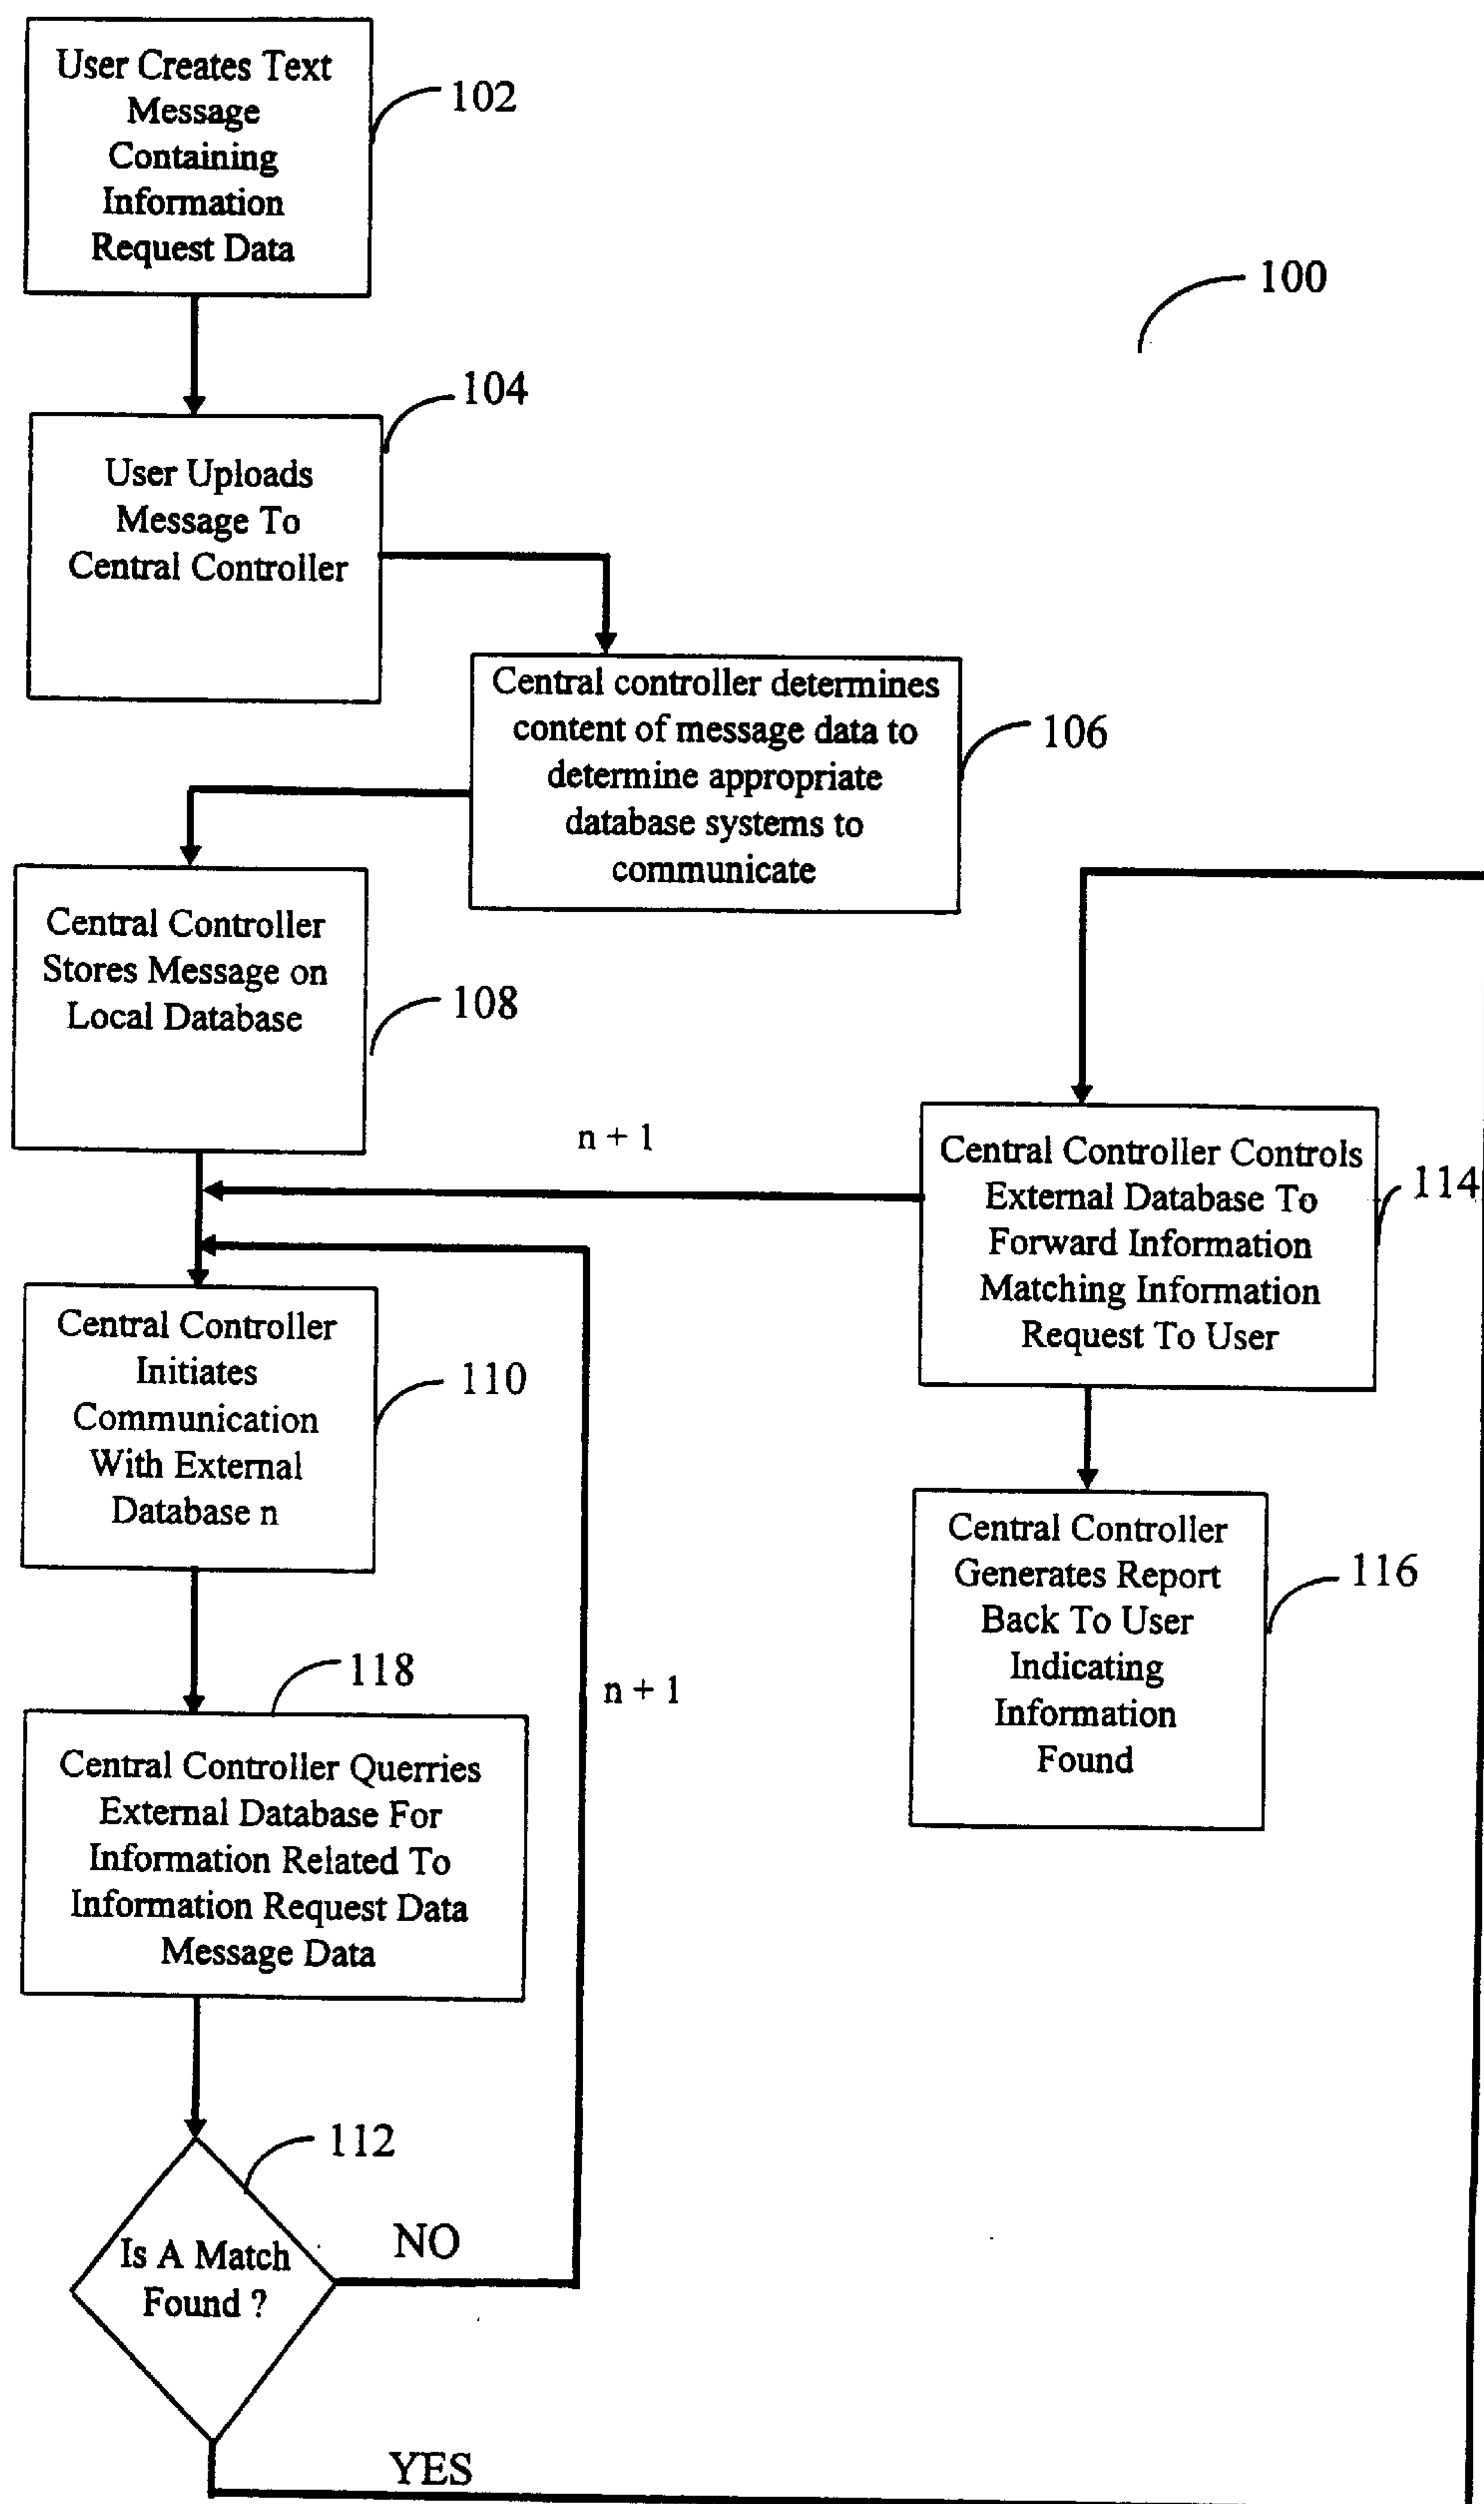 User Creates Text
Message
Containing
Information
Request Data
102
100
104
User Uploads
Message To
Central Controller
Central controller determines
content of message data to
determine appropriate
database systems to
communicate
106
Central Controller
Stores Message on
Local Database
108
n + 1
Central Controller Controls
External Database To
Forward Information
Matching Information
Request To User
114
Central Controller
Initiates
Communication
With External
Database n
110
Central Controller
Generates Report
Back To User
Indicating
Information
Found
116
118
n + 1
Central Controller Querries
External Database For
Information Related To
Information Request Data
Message Data
112
Is A Match
Found ?
NO
YES